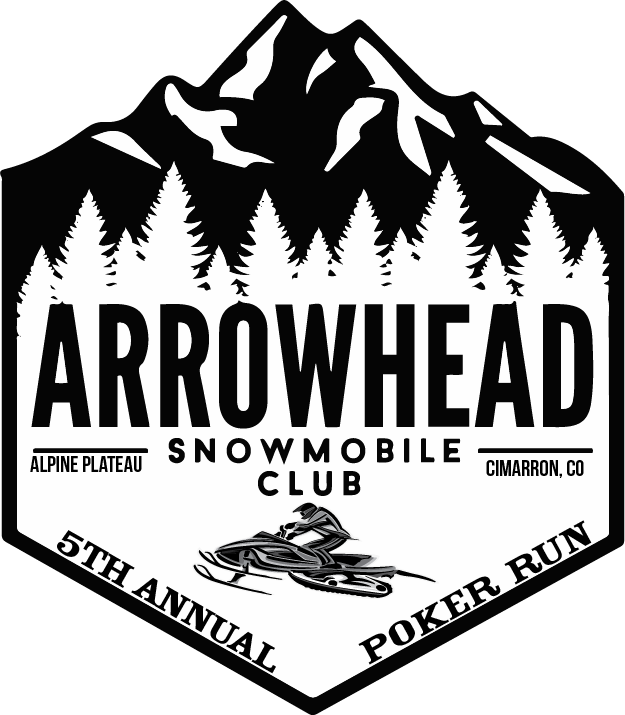 ARROWHEAD
SNOWMOBILE
CLUB
ALPINE PLATEAU
CIMARRON, CO
5TH ANNUAL
POKER RUN